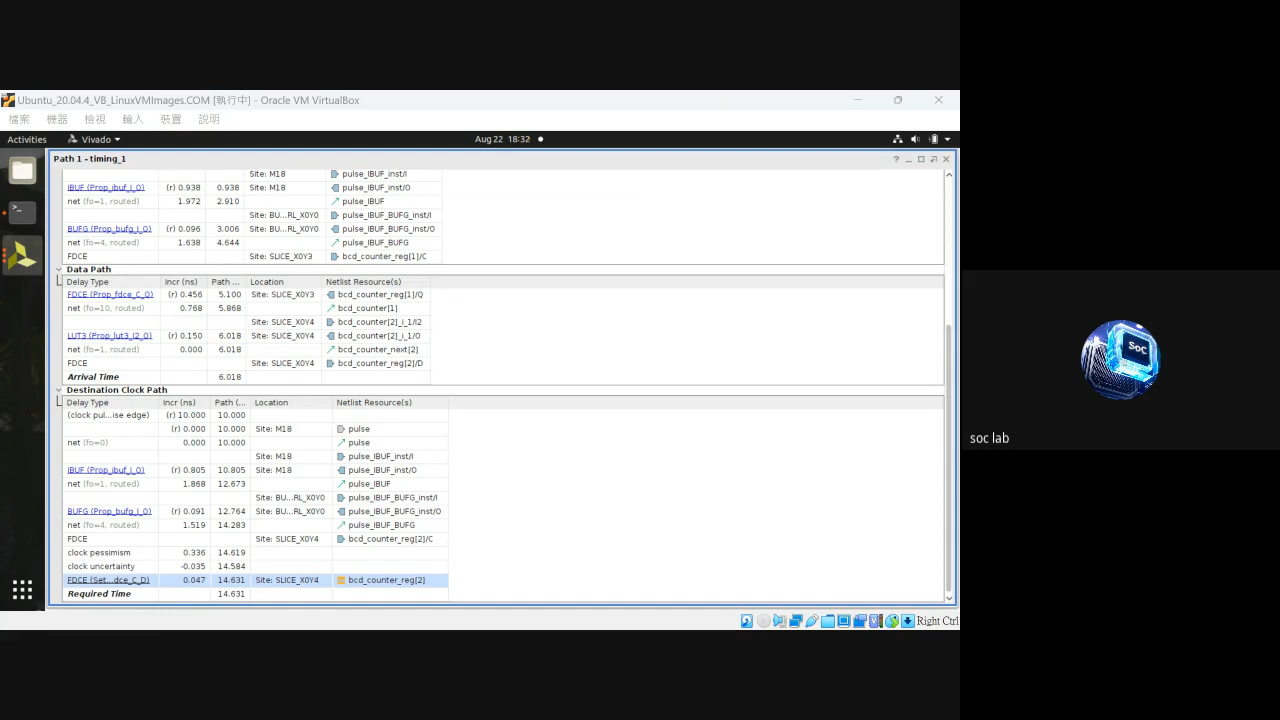 Ubuntu_20.04.4_VB_LinuxVMImages.COM [執行中] - Oracle VM VirtualBox
檔案 機器 檢視 輸入 裝置 說明
Activities Vivado Aug 22 18:32
Path 1 - timing_1
Site: M18 pulse_IBUF_inst/I
IBUF (Prop_ibuf_I_O) (r) 0.938 0.938 Site: M18 pulse_IBUF_inst/O
net (fo=1, routed) 1.972 2.910 pulse_IBUF
Site: BU...RL_X0Y0 pulse_IBUF_BUFG_inst/I
BUFG (Prop_bufg_I_O) (r) 0.096 3.006 Site: BU...RL_X0Y0 pulse_IBUF_BUFG_inst/O
net (fo=4, routed) 1.638 4.644 pulse_IBUF_BUFG
FDCE Site: SLICE_X0Y3 bcd_counter_reg[1]/C
Data Path
Delay Type Incr (ns) Path ... Location Netlist Resource(s)
FDCE (Prop_fdce_C_Q) (r) 0.456 5.100 Site: SLICE_X0Y3 bcd_counter_reg[1]/Q
net (fo=10, routed) 0.768 5.868 bcd_counter[1]
Site: SLICE_X0Y4 bcd_counter[2]_i_1/I2
LUT3 (Prop_lut3_I2_O) (r) 0.150 6.018 Site: SLICE_X0Y4 bcd_counter[2]_i_1/O
net (fo=1, routed) 0.000 6.018 bcd_counter_next[2]
FDCE Site: SLICE_X0Y4 bcd_counter_reg[2]/D
Arrival Time 6.018
Destination Clock Path
Delay Type Incr (ns) Path (... Location Netlist Resource(s)
(clock pul...ise edge) (r) 10.000 10.000
(r) 0.000 10.000 Site: M18 pulse
net (fo=0) 0.000 10.000 pulse
Site: M18 pulse_IBUF_inst/I
IBUF (Prop_ibuf_I_O) (r) 0.805 10.805 Site: M18 pulse_IBUF_inst/O
net (fo=1, routed) 1.868 12.673 pulse_IBUF
Site: BU...RL_X0Y0 pulse_IBUF_BUFG_inst/I
BUFG (Prop_bufg_I_O) (r) 0.091 12.764 Site: BU...RL_X0Y0 pulse_IBUF_BUFG_inst/O
net (fo=4, routed) 1.519 14.283 pulse_IBUF_BUFG
FDCE Site: SLICE_X0Y4 bcd_counter_reg[2]/C
clock pessimism 0.336 14.619
clock uncertainty -0.035 14.584
FDCE (Set...dce_C_D) 0.047 14.631 Site: SLICE_X0Y4 bcd_counter_reg[2]
Required Time 14.631
Right Ctrl
SoC
soc lab